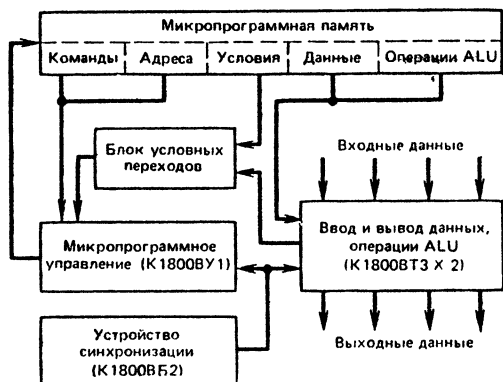 Микропрограммная память
Команды Адреса Условия Данные Операции ALU
Блок условных
переходов
Входные данные
Микропрограммное
управление (К1800ВУ1)
Ввод и вывод данных,
операции ALU
(К1800ВТ3 Х 2)
Устройство
синхронизации
(К1800ВБ2)
Выходные данные